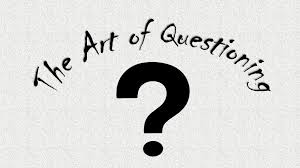 The Art of Questioning
?